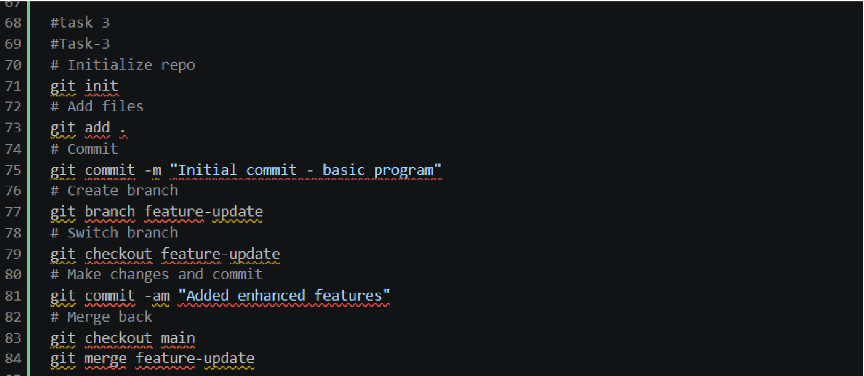 67
68 #task 3
69 #Task-3
70 # Initialize repo
71 git init
72 # Add files
73 git add .
74 # Commit
75 git commit -m "Initial commit - basic program"
76 # Create branch
77 git branch feature-update
78 # Switch branch
79 git checkout feature-update
80 # Make changes and commit
81 git commit -am "Added enhanced features"
82 # Merge back
83 git checkout main
84 git merge feature-update